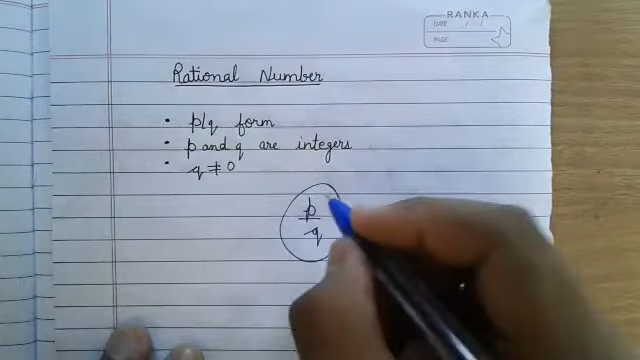 RANKA
DATE
PAGE
Rational Number
• p/q form
• p and q are integers
• q ≠ 0
p
q